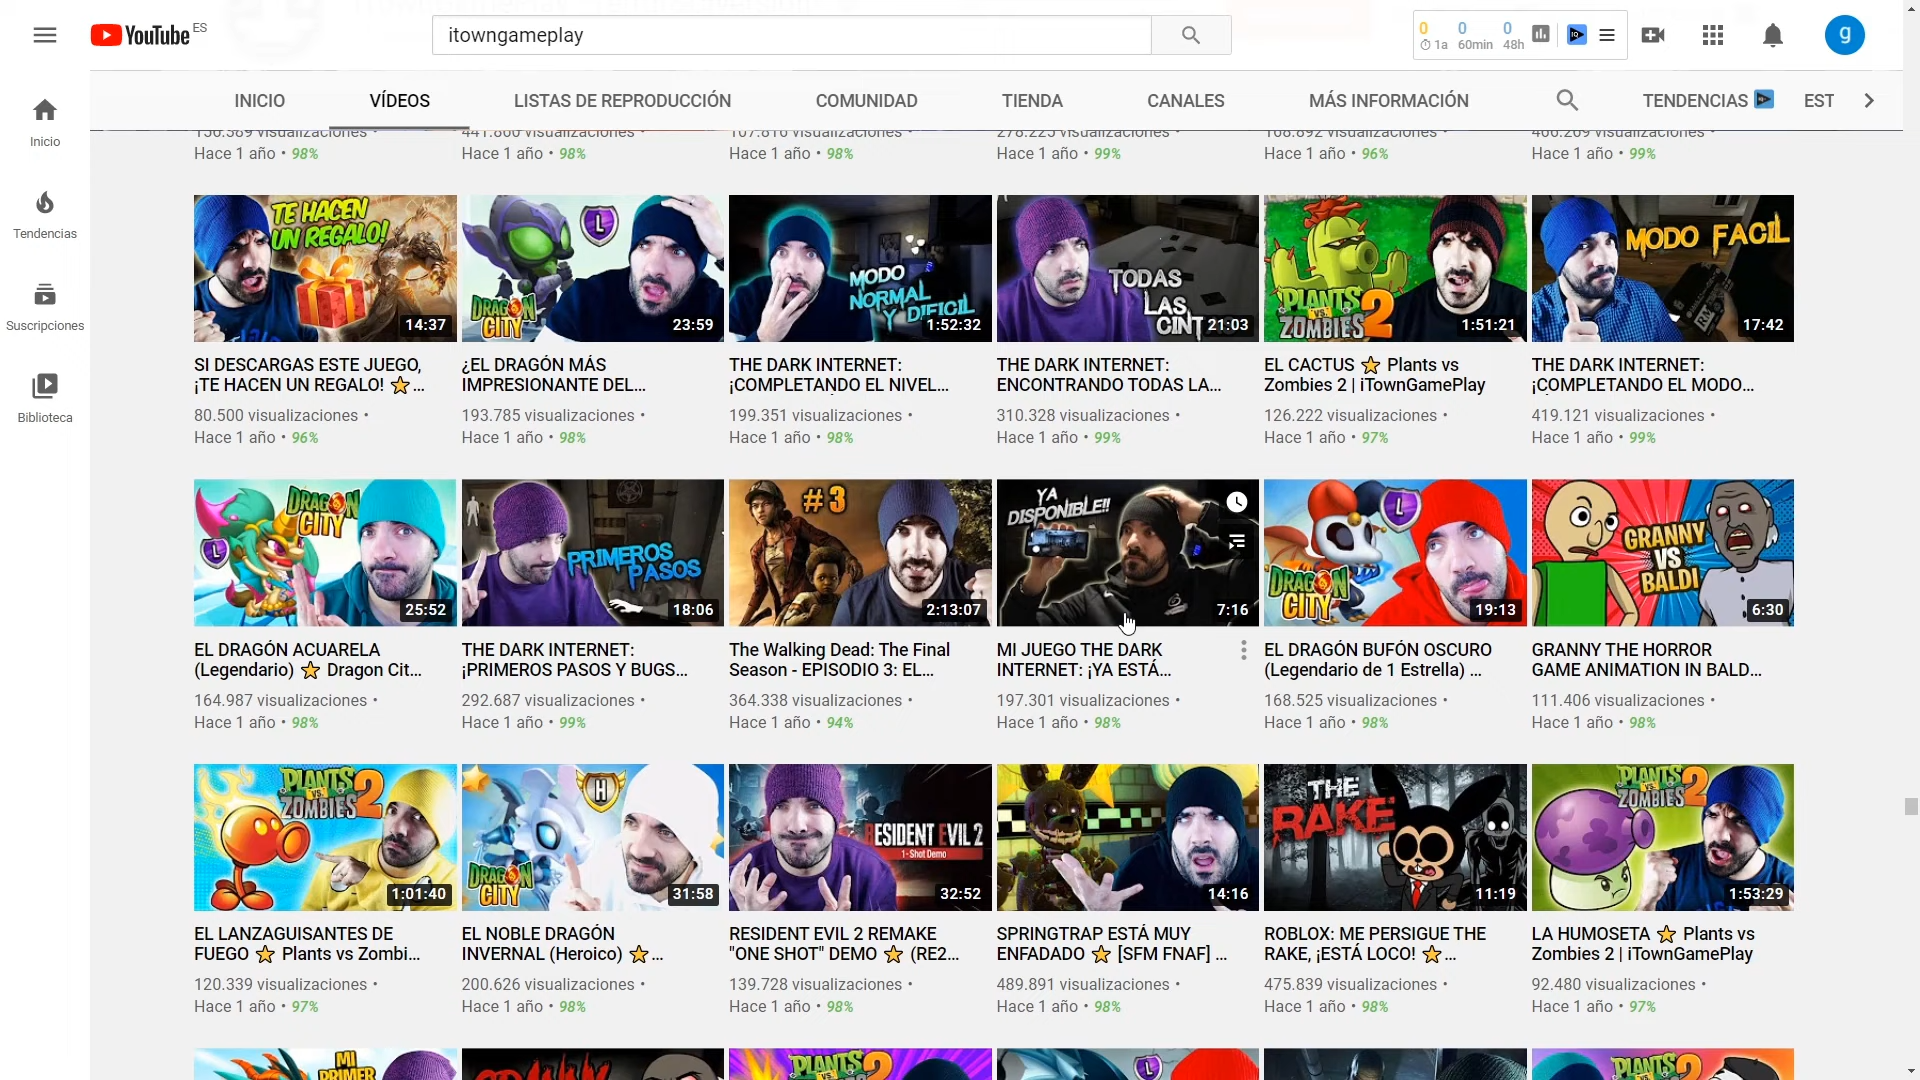 YouTube ES
itowngameplay
0 0 0
1a 60min 48h
g
INICIO VÍDEOS LISTAS DE REPRODUCCIÓN COMUNIDAD TIENDA CANALES MÁS INFORMACIÓN TENDENCIAS EST
Inicio
Tendencias
Suscripciones
Biblioteca
Hace 1 año • 98% Hace 1 año • 98% Hace 1 año • 98% Hace 1 año • 99% Hace 1 año • 96% Hace 1 año • 99%
TE HACEN
UN REGALO!
14:37
L
DRAGON
CITY
23:59
MODO
NORMAL
Y DIFICIL
1:52:32
TODAS
LAS
CINT
21:03
PLANTS
VS.
ZOMBIES 2
1:51:21
MODO FACIL
17:42
SI DESCARGAS ESTE JUEGO,
¡TE HACEN UN REGALO! ⭐...
80.500 visualizaciones •
Hace 1 año • 96%
¿EL DRAGÓN MÁS
IMPRESIONANTE DEL...
193.785 visualizaciones •
Hace 1 año • 98%
THE DARK INTERNET:
¡COMPLETANDO EL NIVEL...
199.351 visualizaciones •
Hace 1 año • 98%
THE DARK INTERNET:
ENCONTRANDO TODAS LA...
310.328 visualizaciones •
Hace 1 año • 99%
EL CACTUS ⭐ Plants vs
Zombies 2 | iTownGamePlay
126.222 visualizaciones •
Hace 1 año • 97%
THE DARK INTERNET:
¡COMPLETANDO EL MODO...
419.121 visualizaciones •
Hace 1 año • 99%
DRAGON
CITY
L
25:52
PRIMEROS
PASOS
18:06
#3
2:13:07
YA
DISPONIBLE!!
7:16
L
DRAGON
CITY
19:13
GRANNY
VS
BALDI
6:30
EL DRAGÓN ACUARELA
(Legendario) ⭐ Dragon Cit...
164.987 visualizaciones •
Hace 1 año • 98%
THE DARK INTERNET:
¡PRIMEROS PASOS Y BUGS...
292.687 visualizaciones •
Hace 1 año • 99%
The Walking Dead: The Final
Season - EPISODIO 3: EL...
364.338 visualizaciones •
Hace 1 año • 94%
MI JUEGO THE DARK
INTERNET: ¡YA ESTÁ...
197.301 visualizaciones •
Hace 1 año • 98%
EL DRAGÓN BUFÓN OSCURO
(Legendario de 1 Estrella) ...
168.525 visualizaciones •
Hace 1 año • 98%
GRANNY THE HORROR
GAME ANIMATION IN BALD...
111.406 visualizaciones •
Hace 1 año • 98%
PLANTS
VS.
ZOMBIES 2
1:01:40
H
DRAGON
CITY
31:58
RESIDENT EVIL 2
1-Shot Demo
32:52
14:16
THE
RAKE
11:19
PLANTS
VS.
ZOMBIES 2
1:53:29
EL LANZAGUISANTES DE
FUEGO ⭐ Plants vs Zombi...
120.339 visualizaciones •
Hace 1 año • 97%
EL NOBLE DRAGÓN
INVERNAL (Heroico) ⭐...
200.626 visualizaciones •
Hace 1 año • 98%
RESIDENT EVIL 2 REMAKE
"ONE SHOT" DEMO ⭐ (RE2...
139.728 visualizaciones •
Hace 1 año • 98%
SPRINGTRAP ESTÁ MUY
ENFADADO ⭐ [SFM FNAF] ...
489.891 visualizaciones •
Hace 1 año • 98%
ROBLOX: ME PERSIGUE THE
RAKE, ¡ESTÁ LOCO! ⭐...
475.839 visualizaciones •
Hace 1 año • 98%
LA HUMOSETA ⭐ Plants vs
Zombies 2 | iTownGamePlay
92.480 visualizaciones •
Hace 1 año • 97%
MI
PRIMER
PLANTS
L
PLANTS